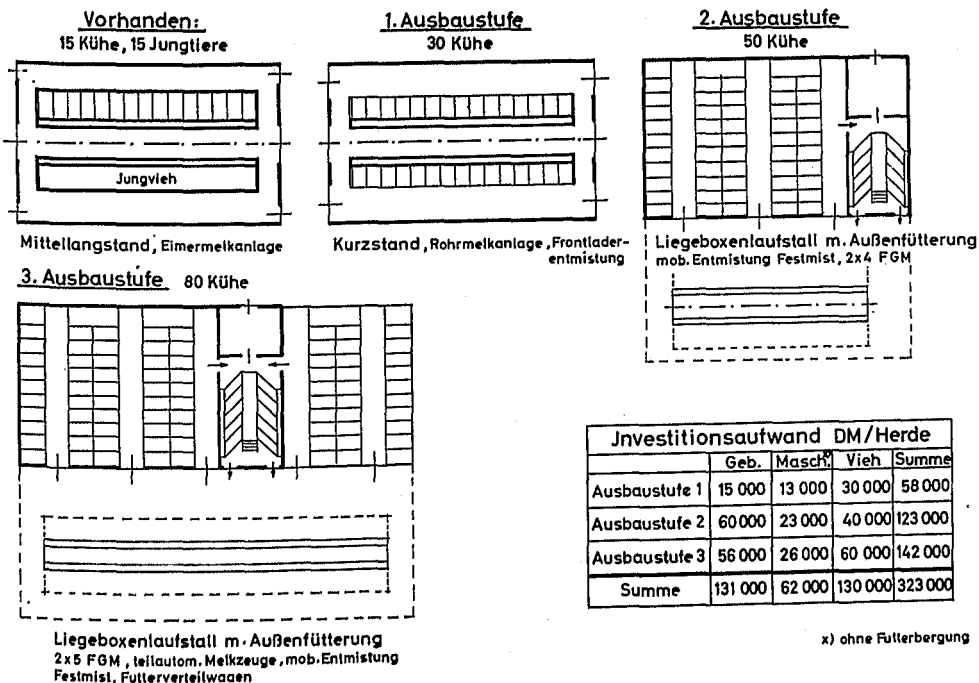 Vorhanden:
15 Kühe, 15 Jungtiere
Jungvieh
Mittellangstand, Eimermelkanlage
1. Ausbaustufe
30 Kühe
Kurzstand, Rohrmelkanlage, Frontlader-
entmistung
2. Ausbaustufe
50 Kühe
Liegeboxenlaufstall m. Außenfütterung
mob. Entmistung Festmist, 2x4 FGM
3. Ausbaustufe 80 Kühe
Liegeboxenlaufstall m. Außenfütterung
2x5 FGM, teilautom. Melkzeuge, mob. Entmistung
Festmist, Futterverteilwagen
Jnvestitionsaufwand DM/Herde
Geb. Masch.x) Vieh Summe
Ausbaustufe 1 15 000 13 000 30 000 58 000
Ausbaustufe 2 60 000 23 000 40 000 123 000
Ausbaustufe 3 56 000 26 000 60 000 142 000
Summe 131 000 62 000 130 000 323 000
x) ohne Futterbergung